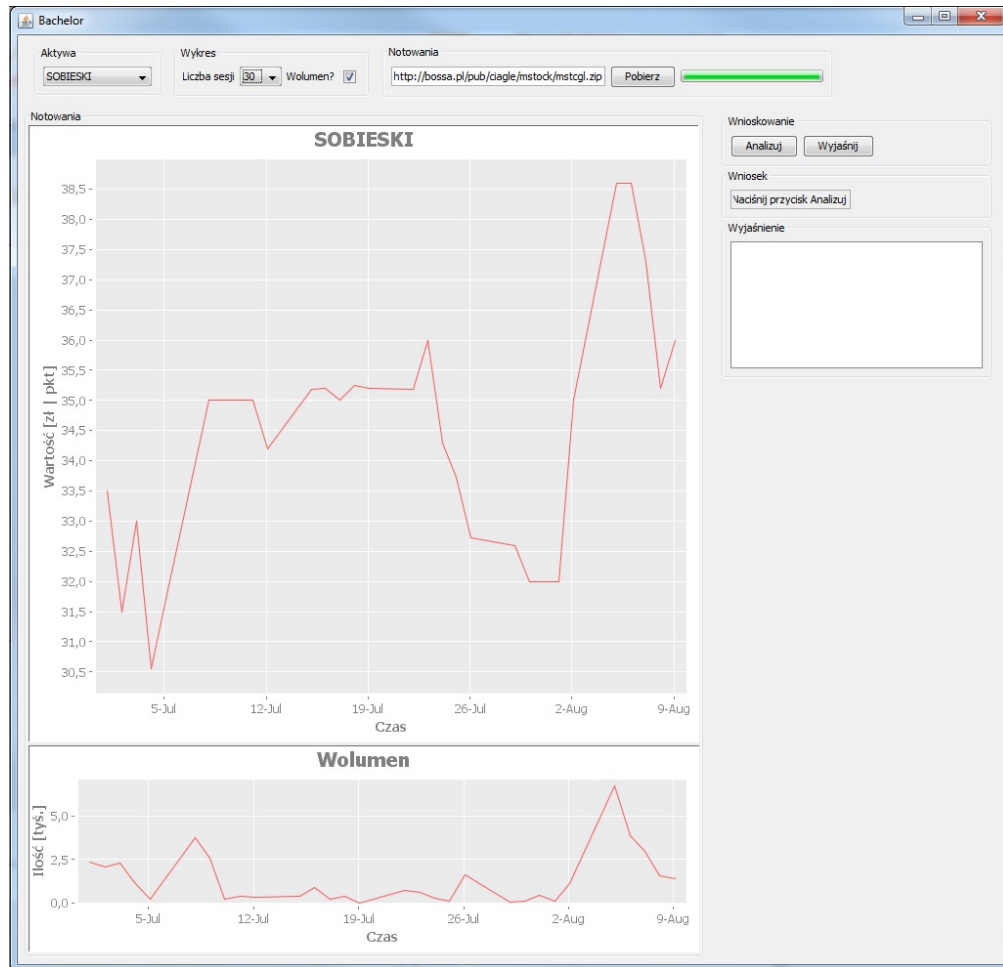 Bachelor
Aktywa
SOBIESKI
Wykres
Liczba sesji 30 Wolumen?
Notowania
http://bossa.pl/pub/ciagle/mstock/mstcgl.zip Pobierz
Notowania
SOBIESKI
38,5
38,0
37,5
37,0
36,5
36,0
35,5
35,0
34,5
34,0
33,5
33,0
32,5
32,0
31,5
31,0
30,5
Wartość [zł | pkt]
5-Jul 12-Jul 19-Jul 26-Jul 2-Aug 9-Aug
Czas
Wolumen
5,0
2,5
0,0
Ilość [tyś.]
5-Jul 12-Jul 19-Jul 26-Jul 2-Aug 9-Aug
Czas
Wnioskowanie
Analizuj Wyjaśnij
Wniosek
Naciśnij przycisk Analizuj
Wyjaśnienie